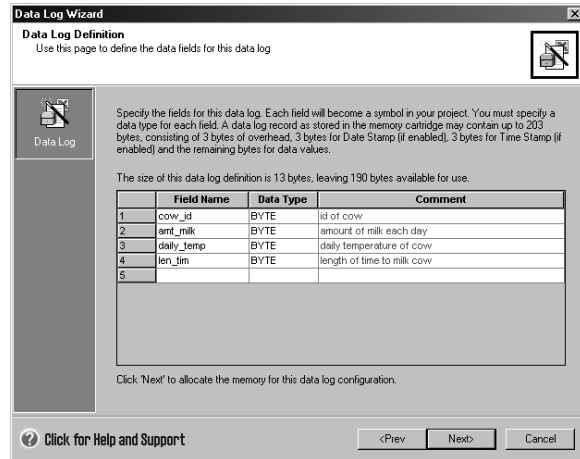 Data Log Wizard
Data Log Definition
Use this page to define the data fields for this data log
Data Log
Specify the fields for this data log. Each field will become a symbol in your project. You must specify a
data type for each field. A data log record as stored in the memory cartridge may contain up to 203
bytes, consisting of 3 bytes of overhead, 3 bytes for Date Stamp (if enabled), 3 bytes for Time Stamp (if
enabled) and the remaining bytes for data values.
The size of this data log definition is 13 bytes, leaving 190 bytes available for use.
Field Name Data Type Comment
1 cow_id BYTE id of cow
2 amt_milk BYTE amount of milk each day
3 daily_temp BYTE daily temperature of cow
4 len_tim BYTE length of time to milk cow
5
Click 'Next' to allocate the memory for this data log configuration.
Click for Help and Support
<Prev Next> Cancel